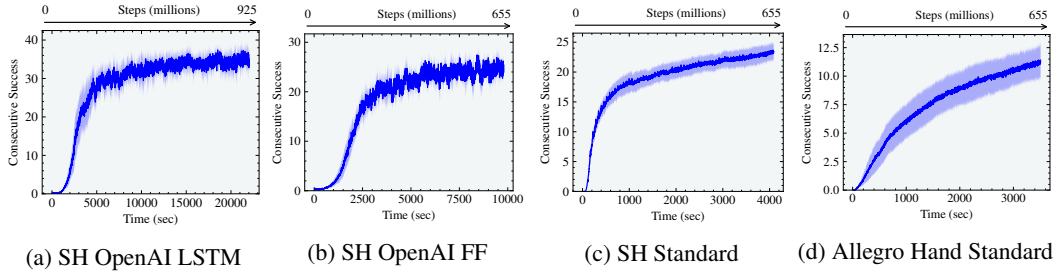 0 Steps (millions) 925
Consecutive Success
40
30
20
10
0
0 5000 10000 15000 20000
Time (sec)
(a) SH OpenAI LSTM
0 Steps (millions) 655
Consecutive Success
30
20
10
0
0 2500 5000 7500 10000
Time (sec)
(b) SH OpenAI FF
0 Steps (millions) 655
Consecutive Success
25
20
15
10
5
0
0 1000 2000 3000 4000
Time (sec)
(c) SH Standard
0 Steps (millions) 655
Consecutive Success
12.5
10.0
7.5
5.0
2.5
0.0
0 1000 2000 3000
Time (sec)
(d) Allegro Hand Standard